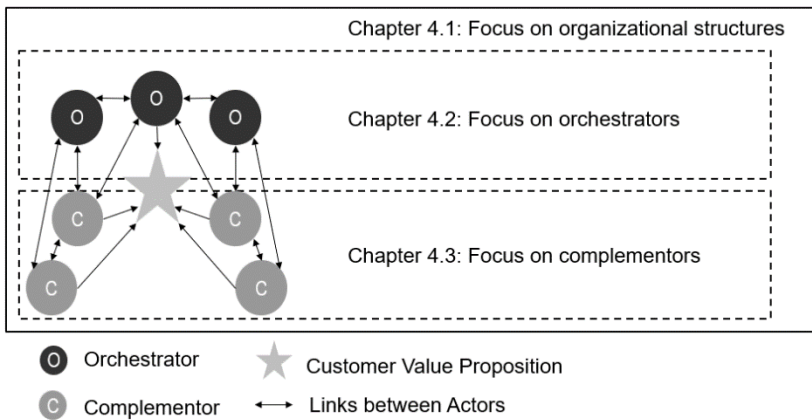 Chapter 4.1: Focus on organizational structures
O
O
O
Chapter 4.2: Focus on orchestrators
C
C
Chapter 4.3: Focus on complementors
C
C
O Orchestrator
Customer Value Proposition
C Complementor
Links between Actors